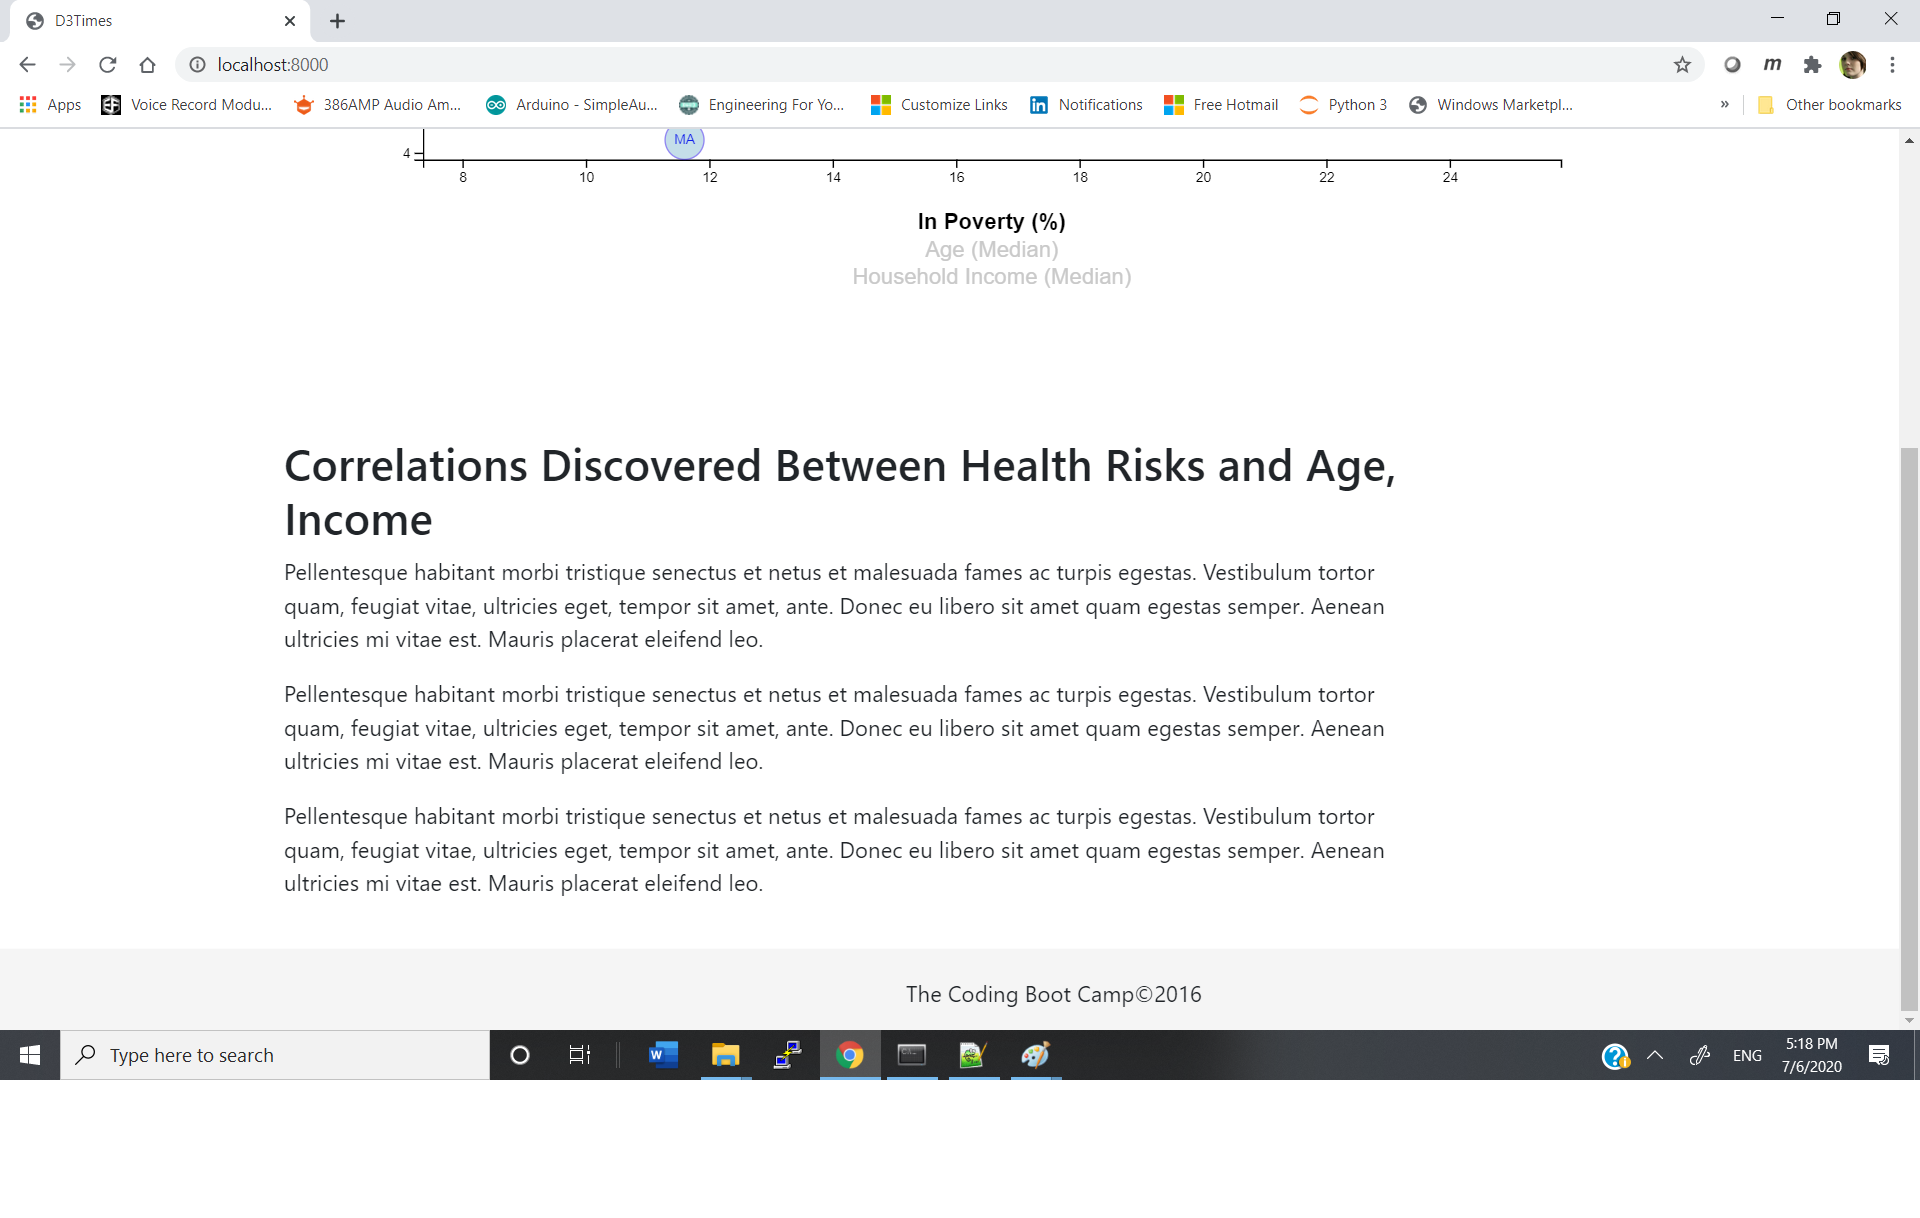 D3Times
localhost:8000
Apps Voice Record Modu... 386AMP Audio Am... Arduino - SimpleAu... Engineering For Yo... Customize Links Notifications Free Hotmail Python 3 Windows Marketpl... » Other bookmarks
MA
4
8 10 12 14 16 18 20 22 24
In Poverty (%)
Age (Median)
Household Income (Median)
Correlations Discovered Between Health Risks and Age,
Income
Pellentesque habitant morbi tristique senectus et netus et malesuada fames ac turpis egestas. Vestibulum tortor
quam, feugiat vitae, ultricies eget, tempor sit amet, ante. Donec eu libero sit amet quam egestas semper. Aenean
ultricies mi vitae est. Mauris placerat eleifend leo.
Pellentesque habitant morbi tristique senectus et netus et malesuada fames ac turpis egestas. Vestibulum tortor
quam, feugiat vitae, ultricies eget, tempor sit amet, ante. Donec eu libero sit amet quam egestas semper. Aenean
ultricies mi vitae est. Mauris placerat eleifend leo.
Pellentesque habitant morbi tristique senectus et netus et malesuada fames ac turpis egestas. Vestibulum tortor
quam, feugiat vitae, ultricies eget, tempor sit amet, ante. Donec eu libero sit amet quam egestas semper. Aenean
ultricies mi vitae est. Mauris placerat eleifend leo.
The Coding Boot Camp©2016
Type here to search
ENG
5:18 PM
7/6/2020